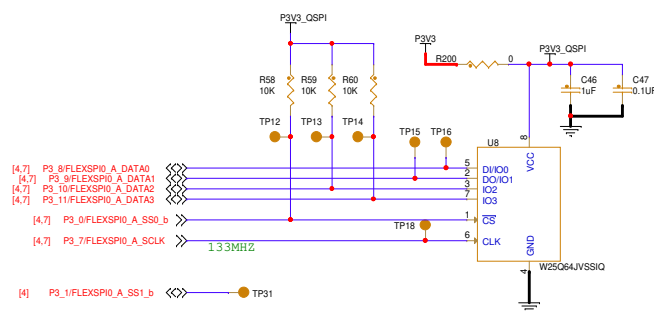 P3V3_QSPI
P3V3
R200 0
P3V3_QSPI
R58 10K
R59 10K
R60 10K
C46 .1uF
C47 0.1UF
TP12 TP13 TP14
TP15 TP16
U8
8
VCC
[4,7] P3_8/FLEXSPI0_A_DATA0 5 DI/IO0
[4,7] P3_9/FLEXSPI0_A_DATA1 2 DO/IO1
[4,7] P3_10/FLEXSPI0_A_DATA2 3 IO2
[4,7] P3_11/FLEXSPI0_A_DATA3 7 IO3
[4,7] P3_0/FLEXSPI0_A_SS0_b 1 CS
TP18
[4,7] P3_7/FLEXSPI0_A_SCLK 6 CLK
133MHZ
GND
4
W25Q64JVSSIQ
[4] P3_1/FLEXSPI0_A_SS1_b TP31